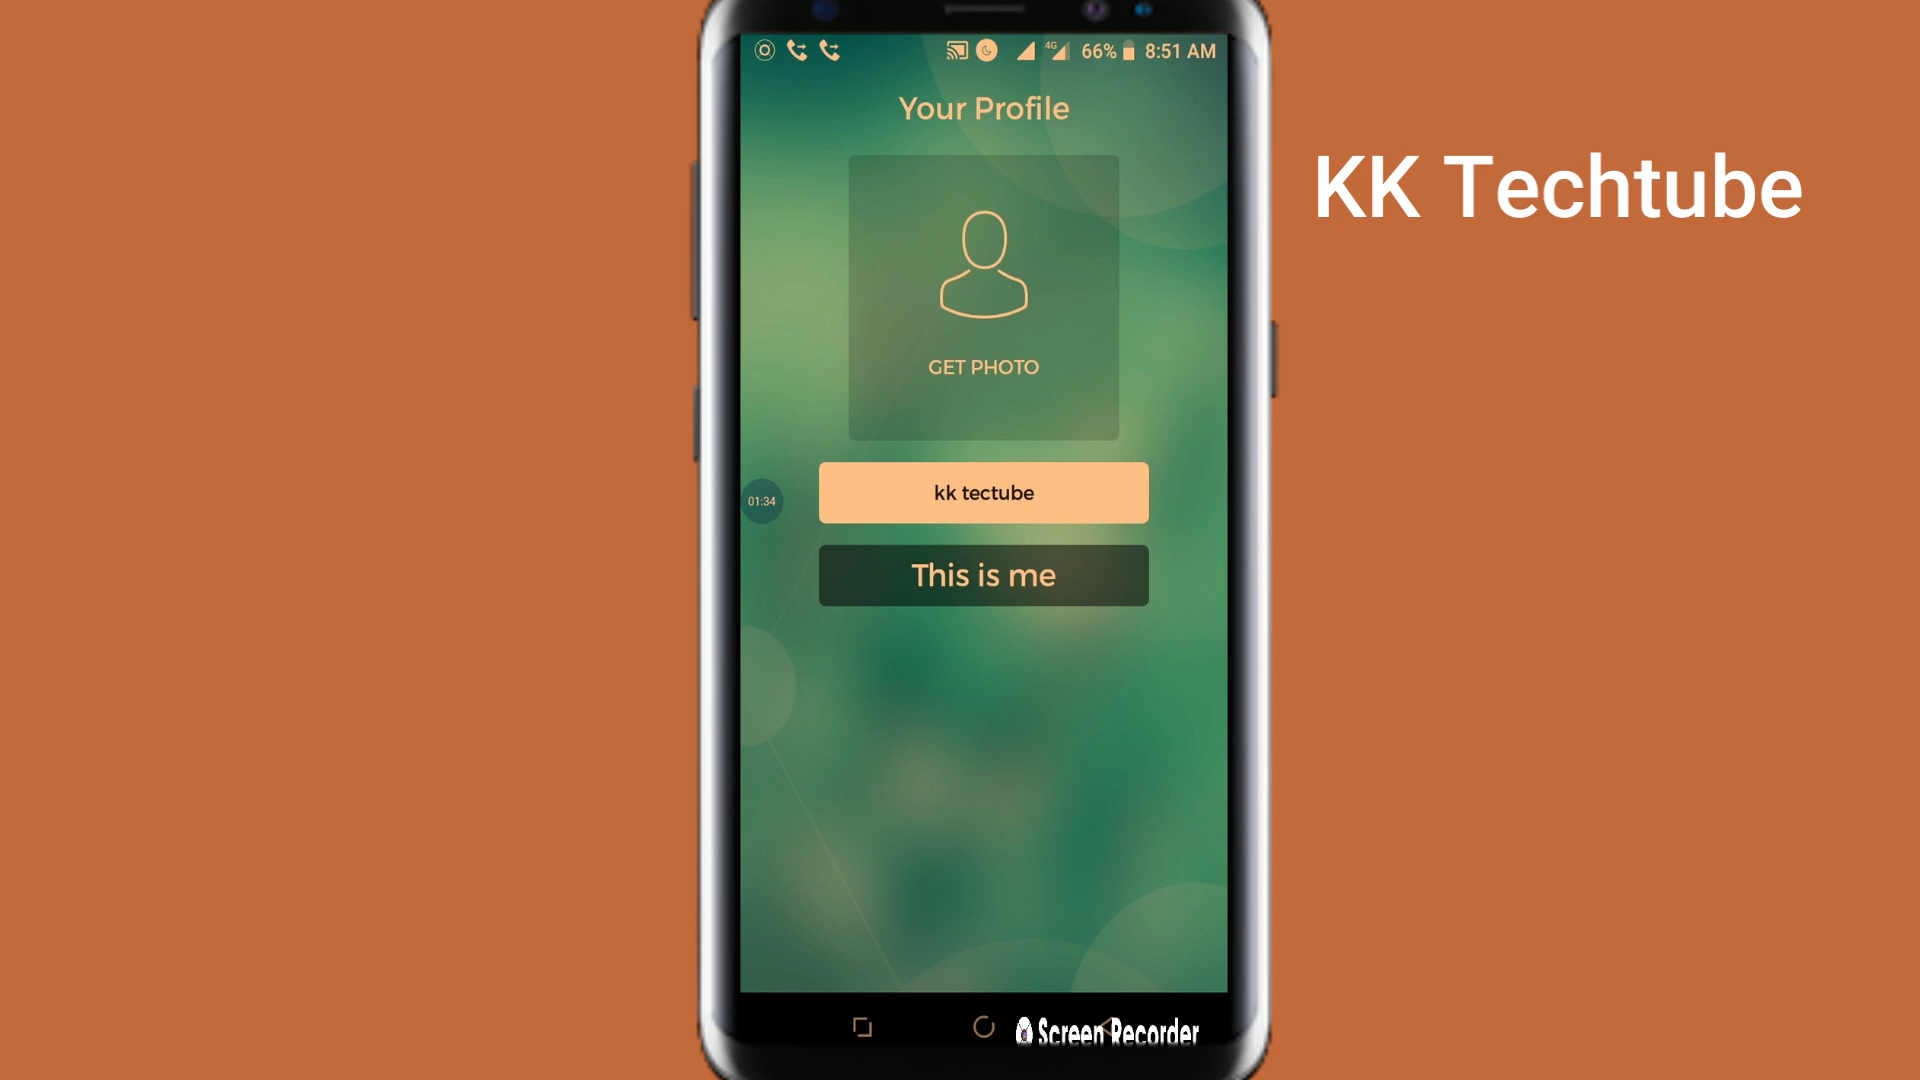 4G 66% 8:51 AM
Your Profile
KK Techtube
GET PHOTO
kk tectube
01:34
This is me
Screen Recorder